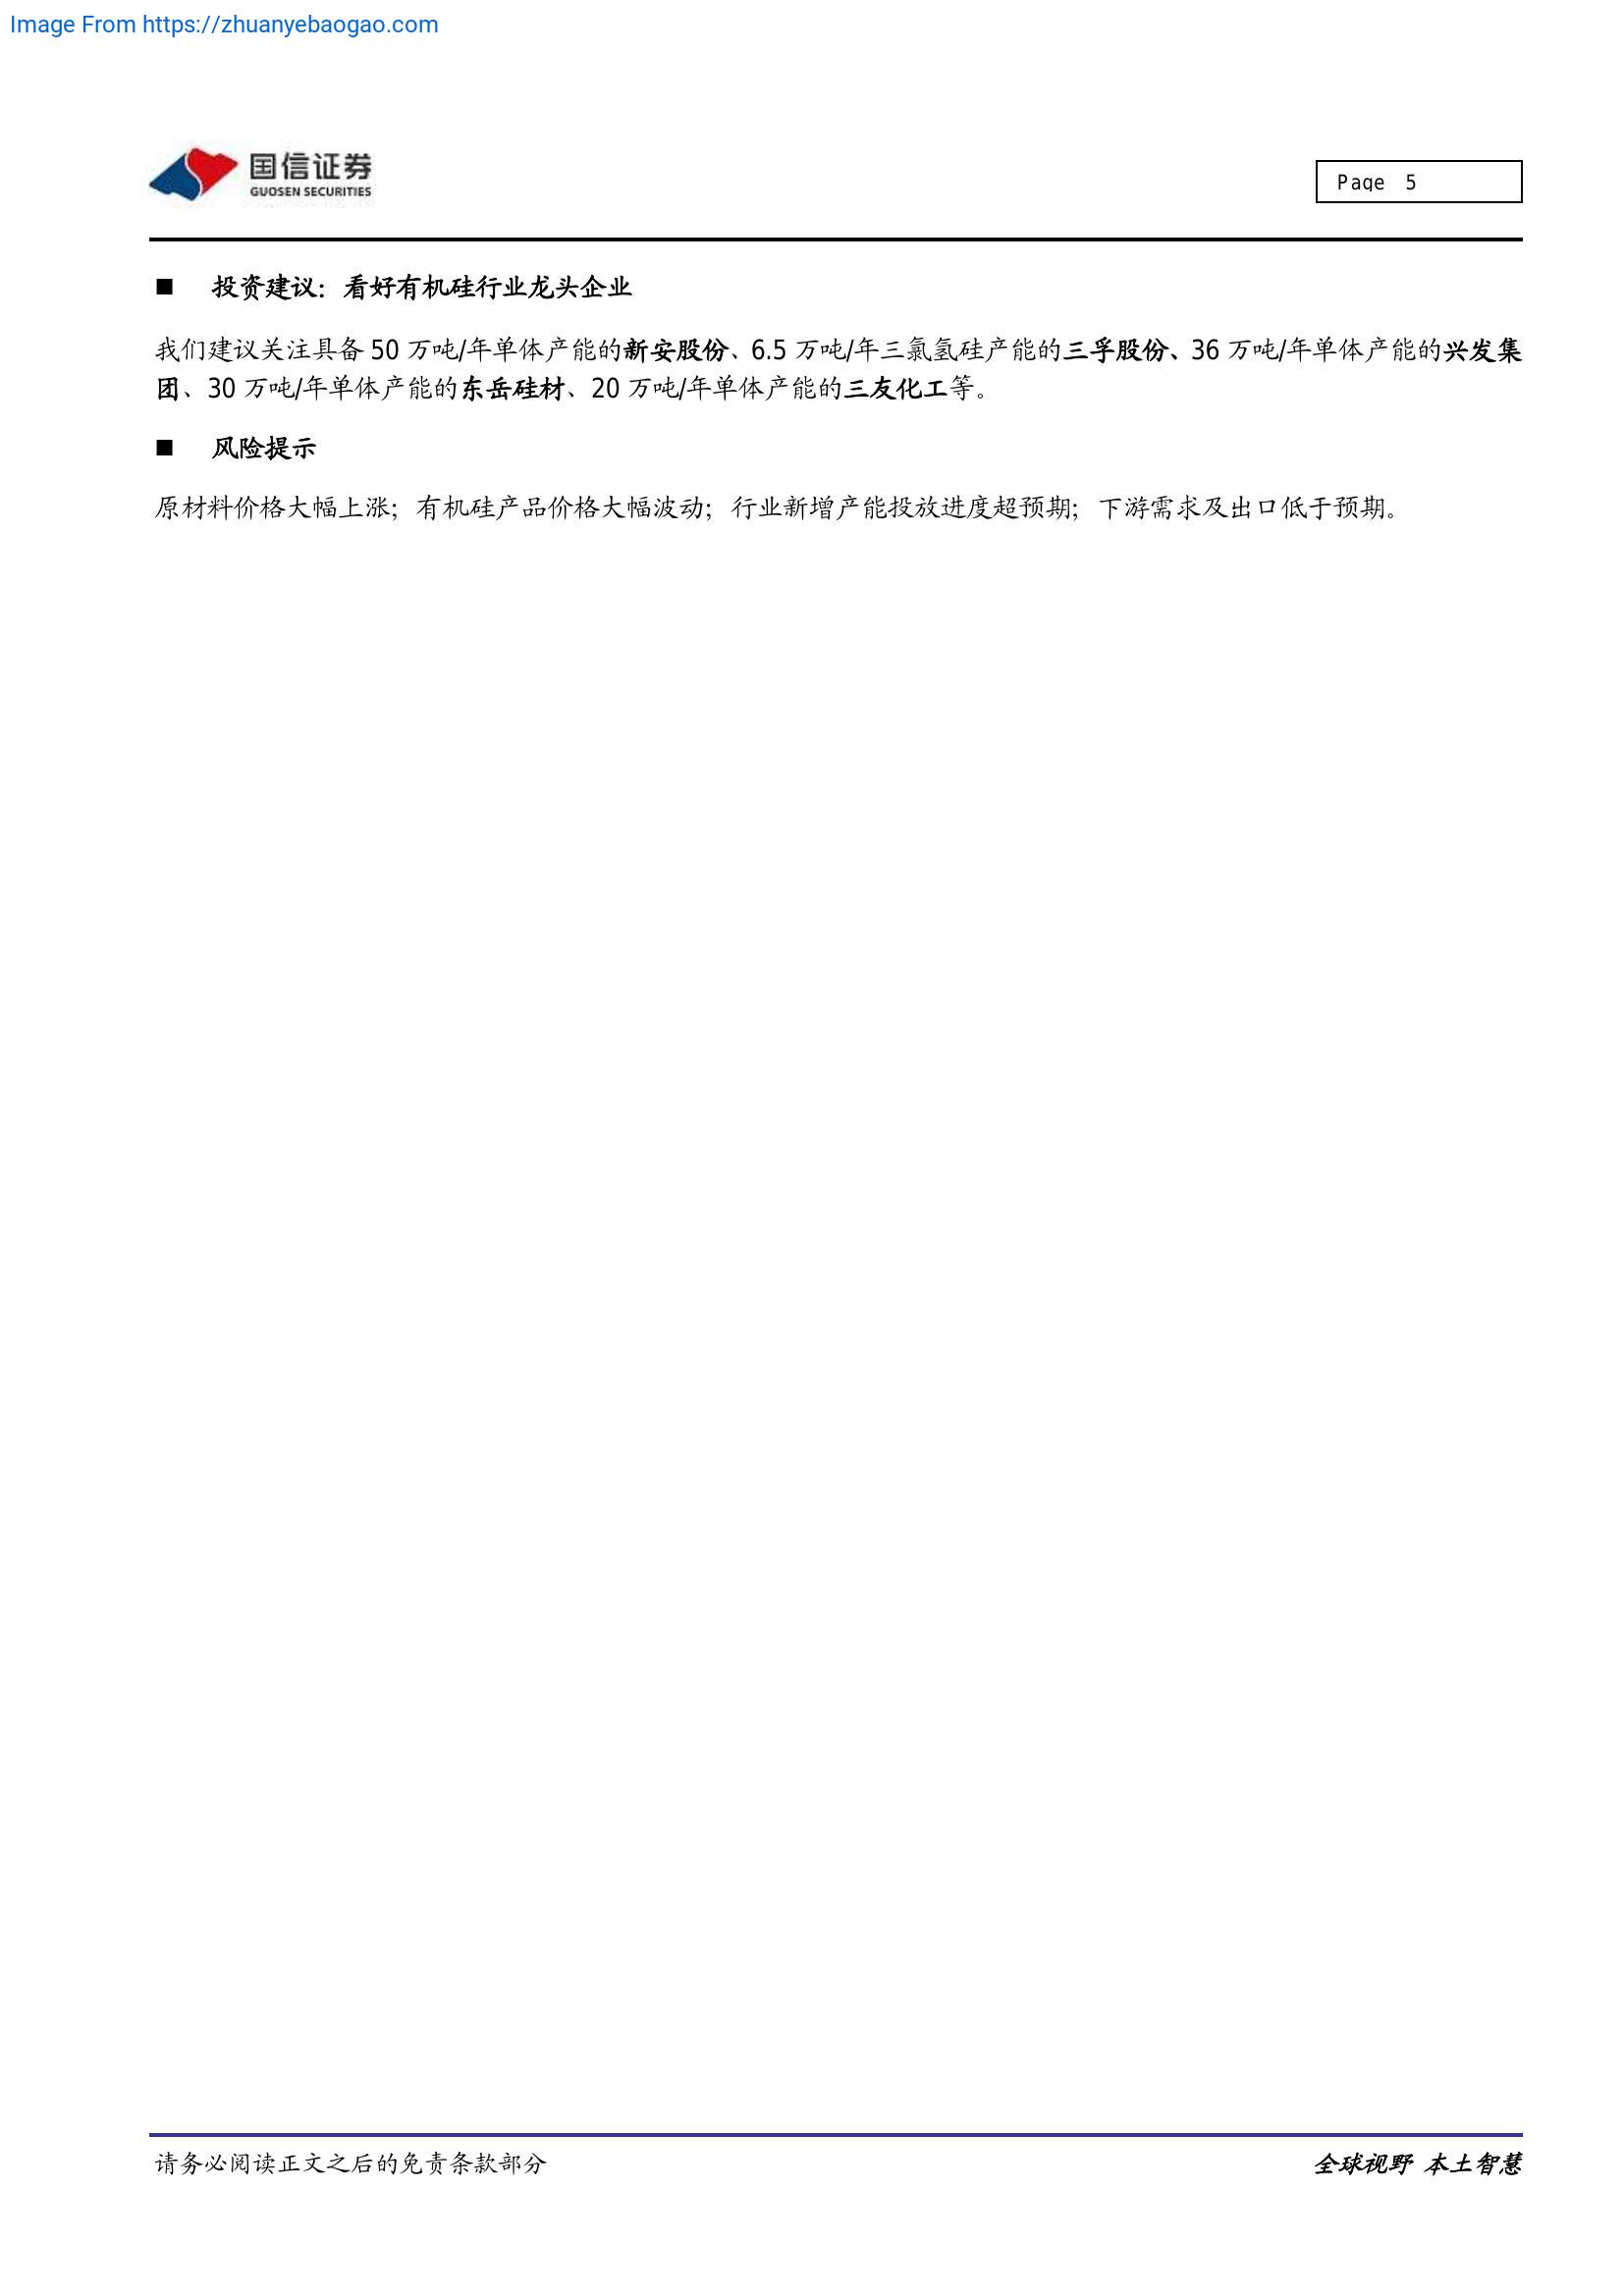 Image From https://zhuanyebaogao.com
国信证券
GUOSEN SECURITIES
Page 5
■ 投资建议：看好有机硅行业龙头企业
我们建议关注具备 50 万吨/年单体产能的新安股份、6.5 万吨/年三氯氢硅产能的三孚股份、36 万吨/年单体产能的兴发集
团、30 万吨/年单体产能的东岳硅材、20 万吨/年单体产能的三友化工等。
■ 风险提示
原材料价格大幅上涨；有机硅产品价格大幅波动；行业新增产能投放进度超预期；下游需求及出口低于预期。
请务必阅读正文之后的免责条款部分
全球视野 本土智慧